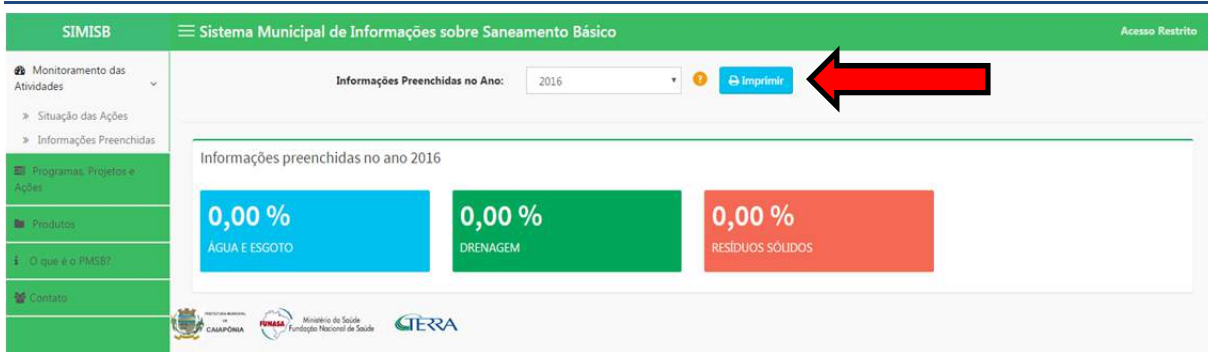 SIMISB
Sistema Municipal de Informações sobre Saneamento Básico
Acesso Restrito
Monitoramento das
Atividades
» Situação das Ações
» Informações Preenchidas
Programas, Projetos e
Ações
Produtos
O que é o PMSB?
Contato
Informações Preenchidas no Ano:
2016
?
Imprimir
Informações preenchidas no ano 2016
0,00 %
ÁGUA E ESGOTO
0,00 %
DRENAGEM
0,00 %
RESÍDUOS SÓLIDOS
PREFEITURA MUNICIPAL
DE
CAIAPÔNIA
FUNASA
Ministério da Saúde
Fundação Nacional de Saúde
TERRA